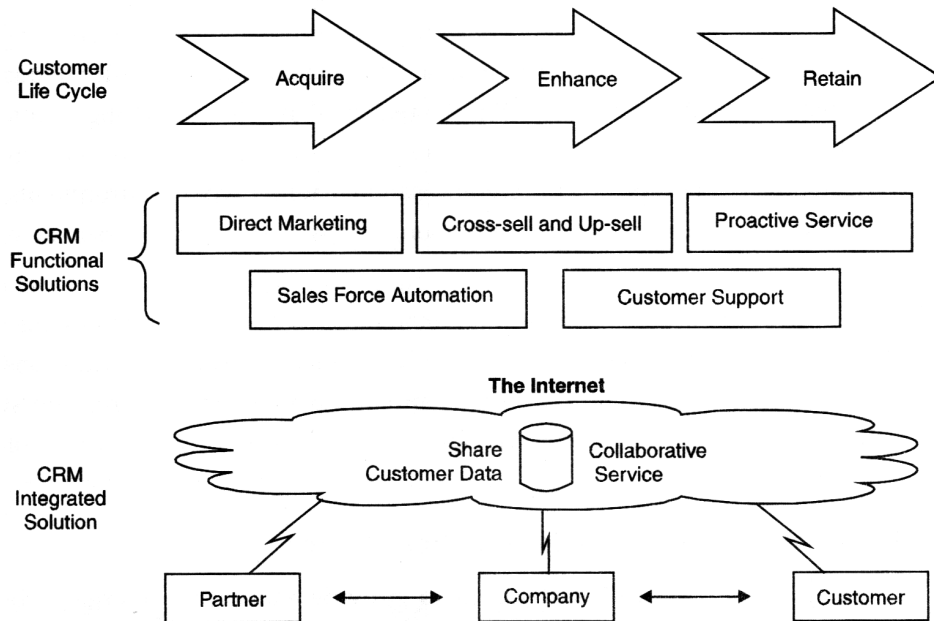 Customer
Life Cycle
Acquire
Enhance
Retain
CRM
Functional
Solutions
Direct Marketing
Cross-sell and Up-sell
Proactive Service
Sales Force Automation
Customer Support
The Internet
CRM
Integrated
Solution
Share
Customer Data
Collaborative
Service
Partner
Company
Customer